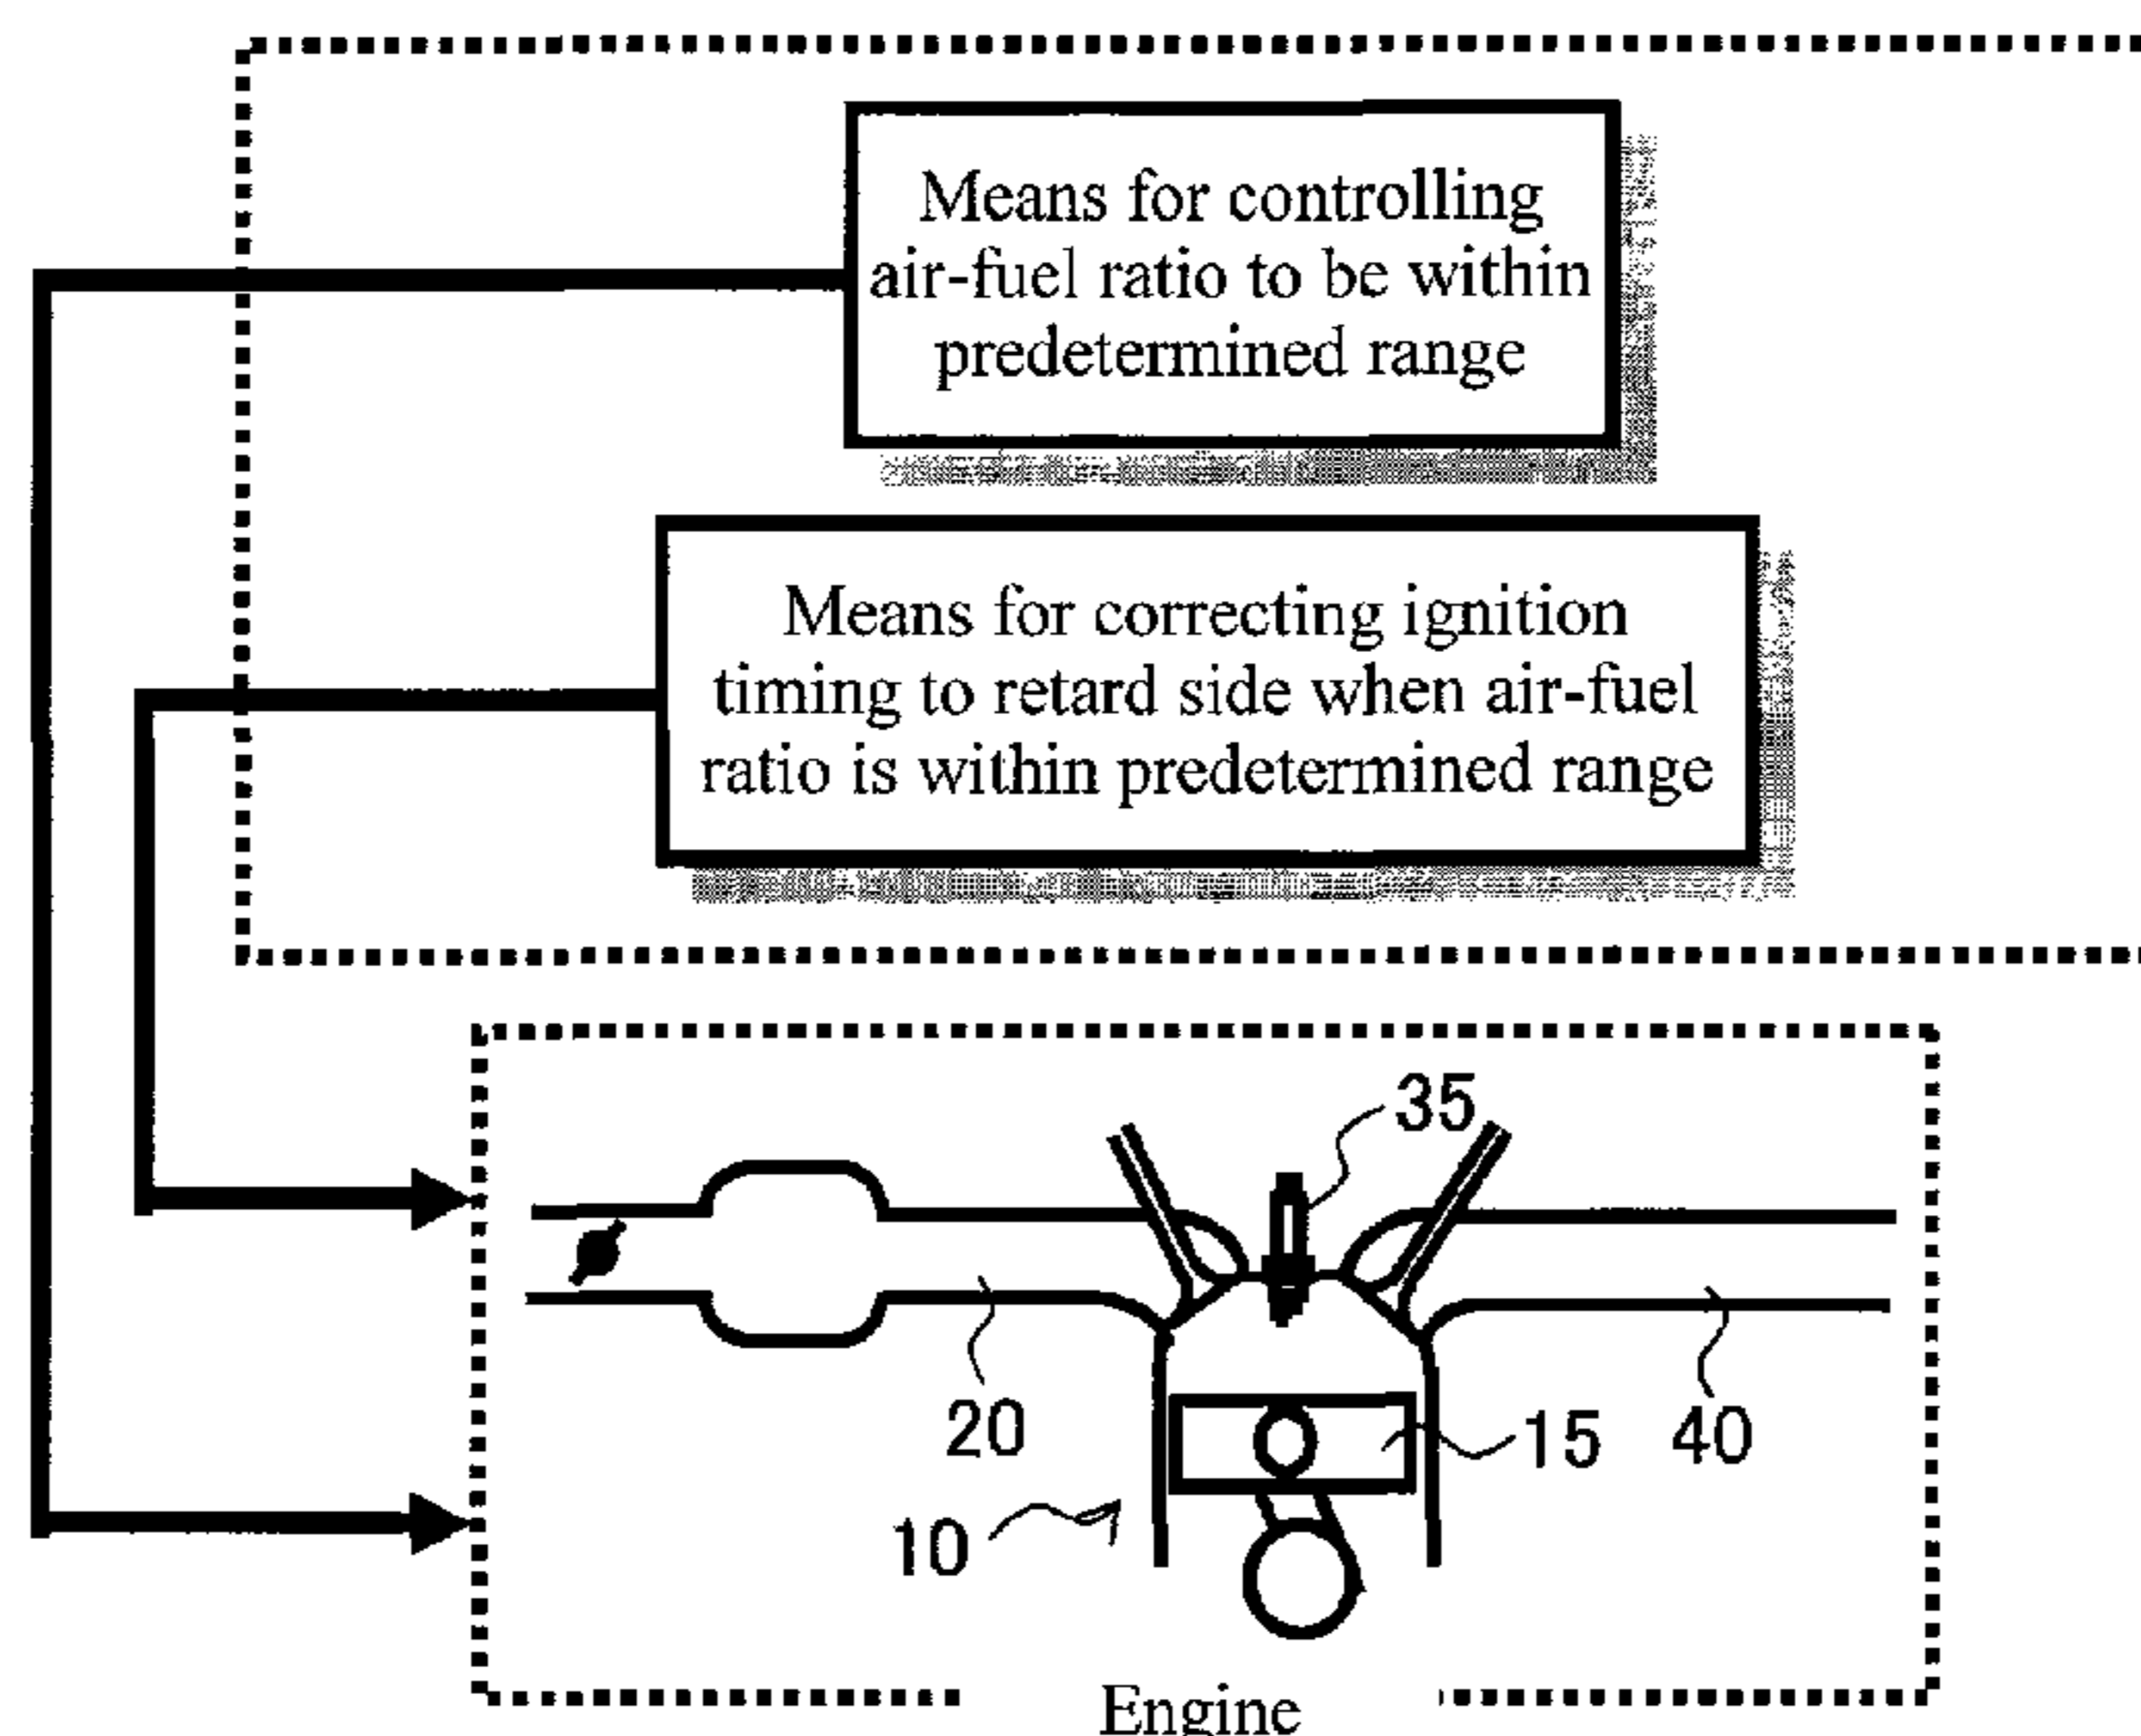 Means for controlling
air-fuel ratio to be within
predetermined range
Means for correcting ignition
timing to retard side when air-fuel
ratio is within predetermined range
35
20
15
40
10
Engine